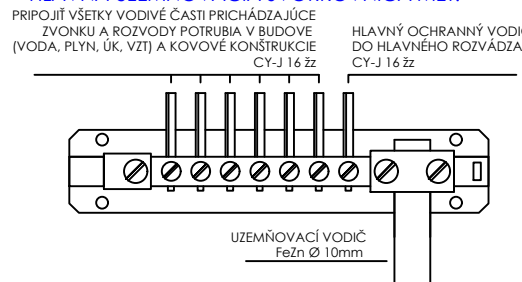 PRIPOJIŤ VŠETKY VODIVÉ ČASTI PRICHÁDZAJÚCE
ZVONKU A ROZVODY POTRUBIA V BUDOVE
(VODA, PLYN, ÚK, VZT) A KOVOVÉ KONŠTRUKCIE
CY-J 16 žz
HLAVNÝ OCHRANNÝ VODIČ
DO HLAVNÉHO ROZVÁDZA
CY-J 16 žz
UZEMŇOVACÍ VODIČ
FeZn Ø 10mm